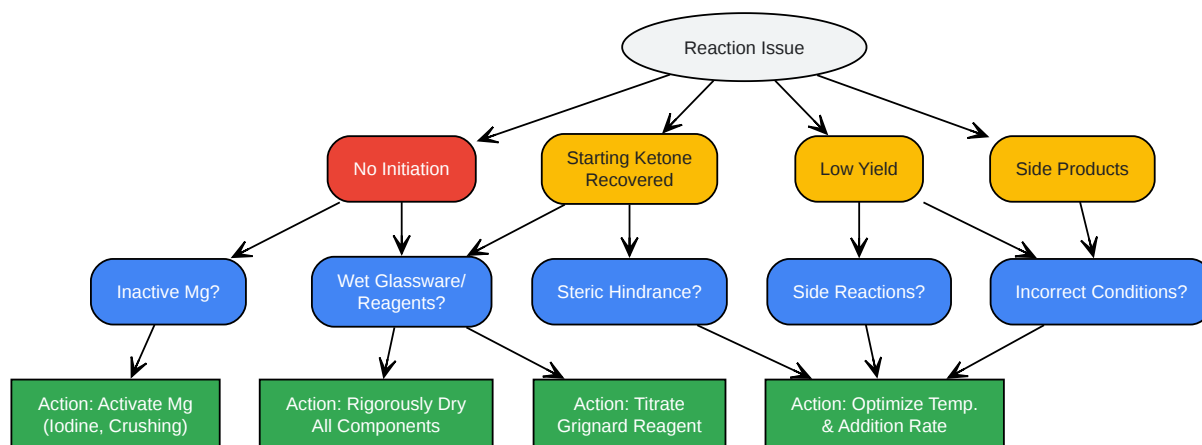 Reaction Issue
No Initiation
Starting Ketone
Recovered
Low Yield
Side Products
Inactive Mg?
Wet Glassware/
Reagents?
Steric Hindrance?
Side Reactions?
Incorrect Conditions?
Action: Activate Mg
(Iodine, Crushing)
Action: Rigorously Dry
All Components
Action: Titrate
Grignard Reagent
Action: Optimize Temp.
& Addition Rate